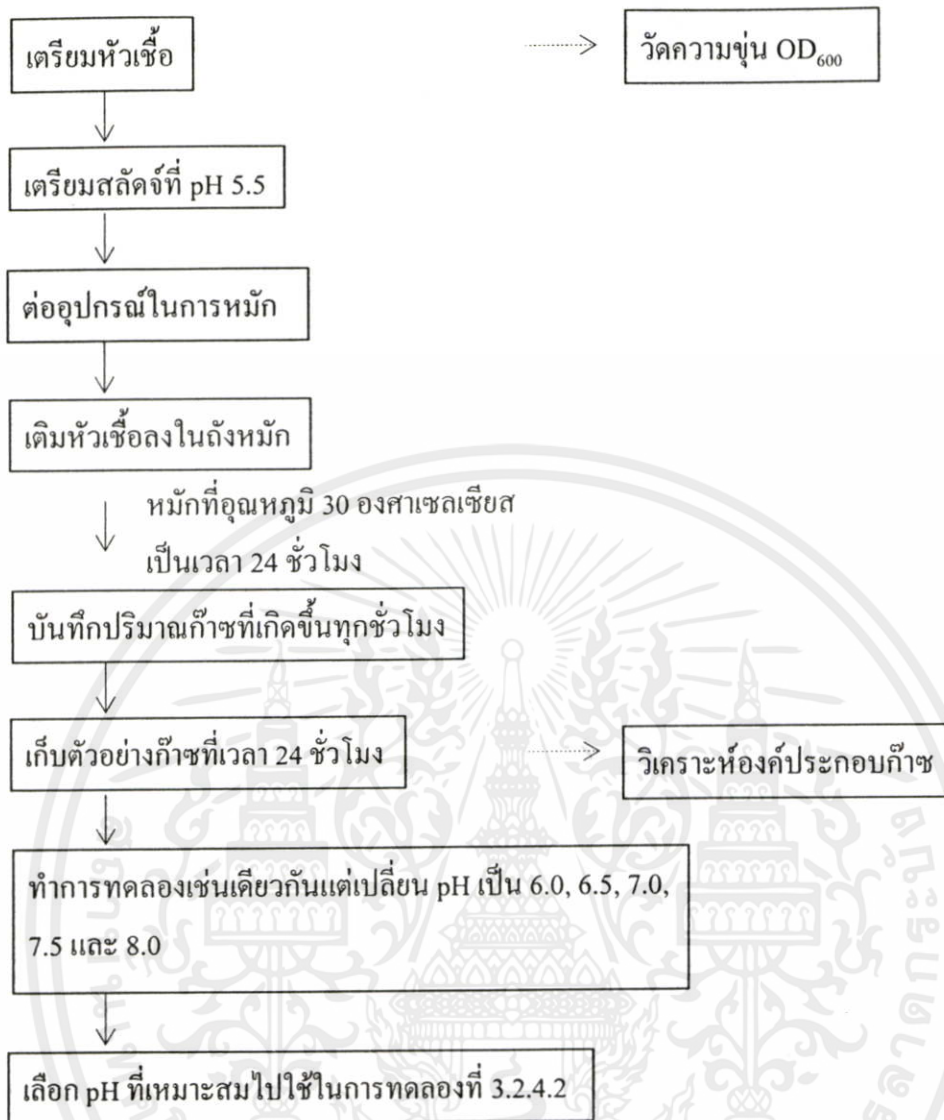 เตรียมหัวเชื้อ
วัดความขุ่น OD₆₀₀
เตรียมสลัดจ์ที่ pH 5.5
ต่ออุปกรณ์ในการหมัก
เติมหัวเชื้อลงในถังหมัก
หมักที่อุณหภูมิ 30 องศาเซลเซียส
เป็นเวลา 24 ชั่วโมง
บันทึกปริมาณก๊าซที่เกิดขึ้นทุกชั่วโมง
เก็บตัวอย่างก๊าซที่เวลา 24 ชั่วโมง
วิเคราะห์องค์ประกอบก๊าซ
ทำการทดลองเช่นเดียวกันแต่เปลี่ยน pH เป็น 6.0, 6.5, 7.0,
7.5 และ 8.0
เลือก pH ที่เหมาะสมไปใช้ในการทดลองที่ 3.2.4.2